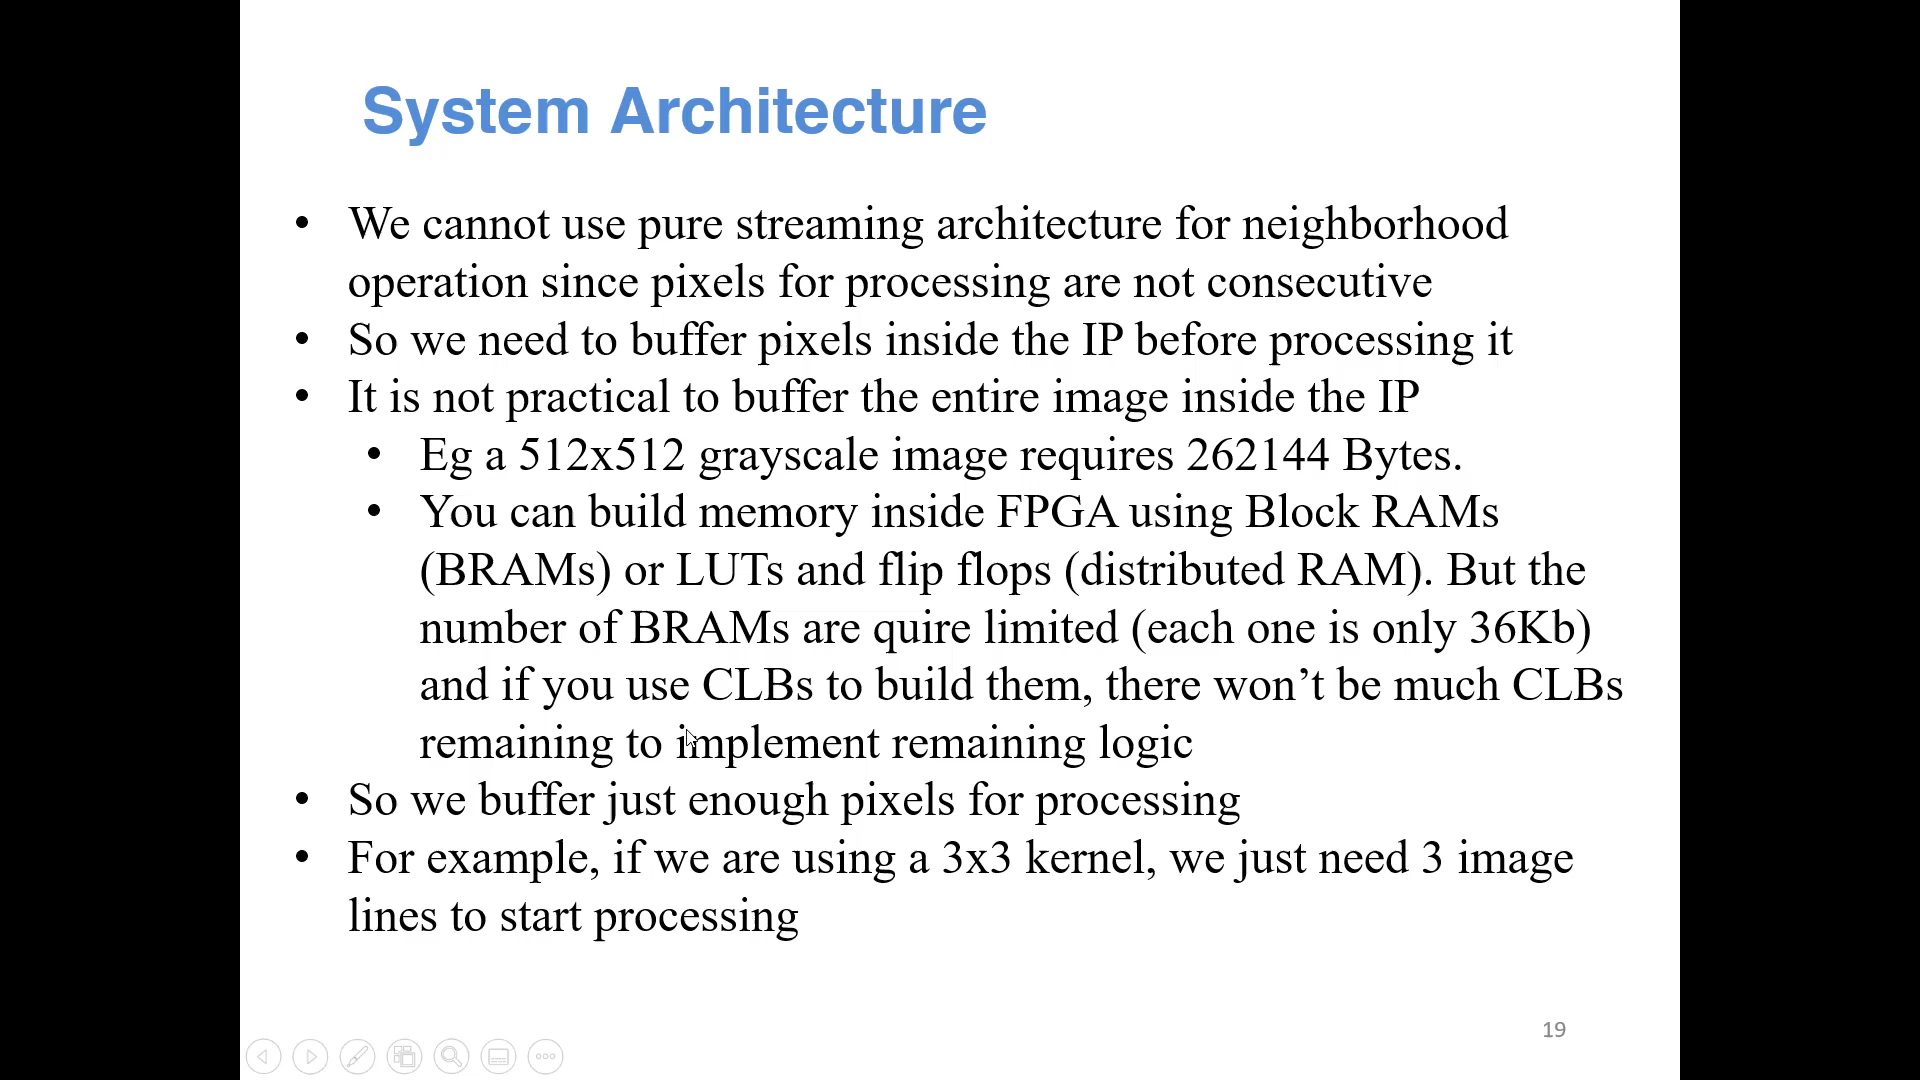 System Architecture
• We cannot use pure streaming architecture for neighborhood
operation since pixels for processing are not consecutive
• So we need to buffer pixels inside the IP before processing it
• It is not practical to buffer the entire image inside the IP
• Eg a 512x512 grayscale image requires 262144 Bytes.
• You can build memory inside FPGA using Block RAMs
(BRAMs) or LUTs and flip flops (distributed RAM). But the
number of BRAMs are quire limited (each one is only 36Kb)
and if you use CLBs to build them, there won’t be much CLBs
remaining to implement remaining logic
• So we buffer just enough pixels for processing
• For example, if we are using a 3x3 kernel, we just need 3 image
lines to start processing
19